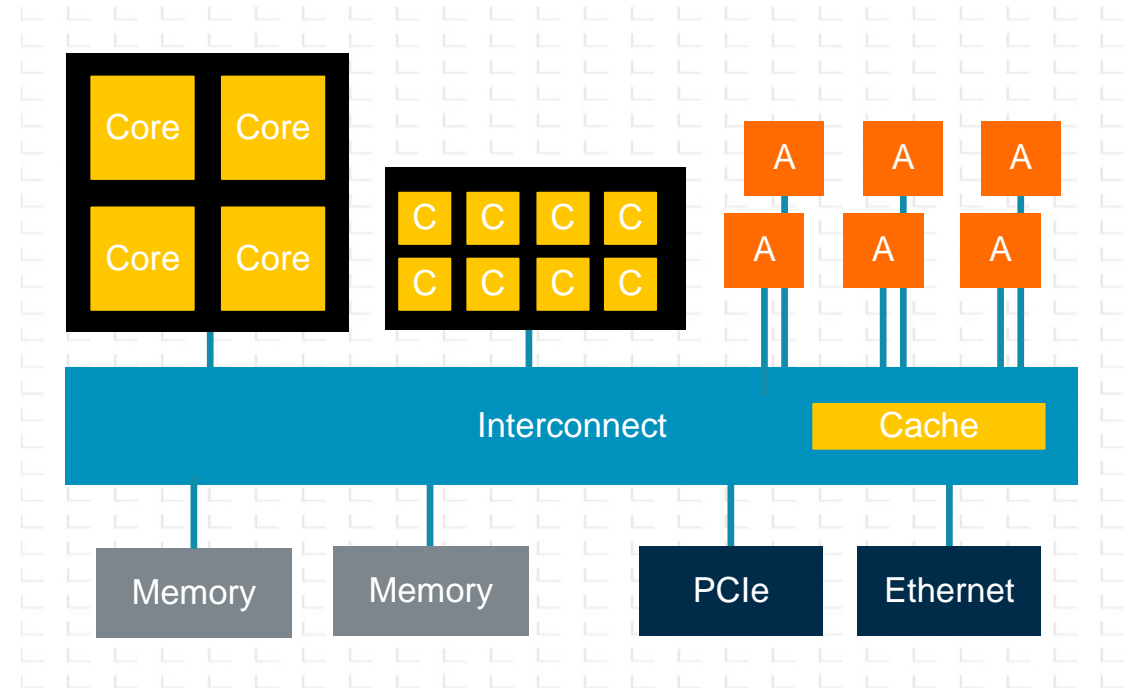 Core Core
Core Core
C C C C
C C C C
A A A
A A A
Interconnect Cache
Memory Memory PCIe Ethernet